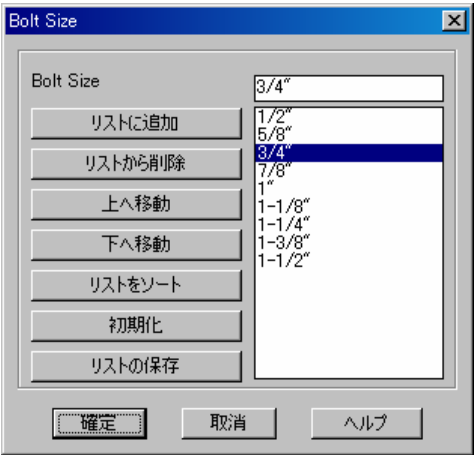 Bolt Size
Bolt Size
3/4"
リストに追加
リストから削除
上へ移動
下へ移動
リストをソート
初期化
リストの保存
1/2"
5/8"
3/4"
7/8"
1"
1-1/8"
1-1/4"
1-3/8"
1-1/2"
確定
取消
ヘルプ